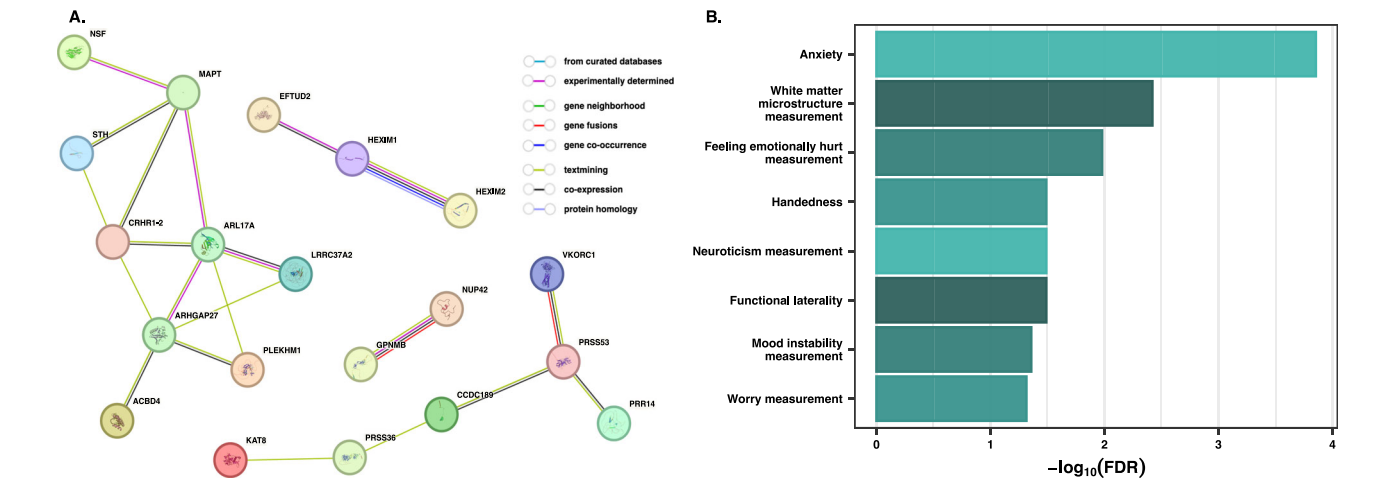 A.
NSF
MAPT
STH
EFTUD2
HEXIM1
HEXIM2
CRHR1-2
ARL17A
LRRC37A2
ARHGAP27
PLEKHM1
ACBD4
NUP42
GPNMB
VKORC1
PRSS53
PRR14
CCDC189
PRSS36
KAT8
from curated databases
experimentally determined
gene neighborhood
gene fusions
gene co-occurrence
textmining
co-expression
protein homology
B.
Anxiety
White matter
microstructure
measurement
Feeling emotionally hurt
measurement
Handedness
Neuroticism measurement
Functional laterality
Mood instability
measurement
Worry measurement
0 1 2 3 4
−log₁₀(FDR)